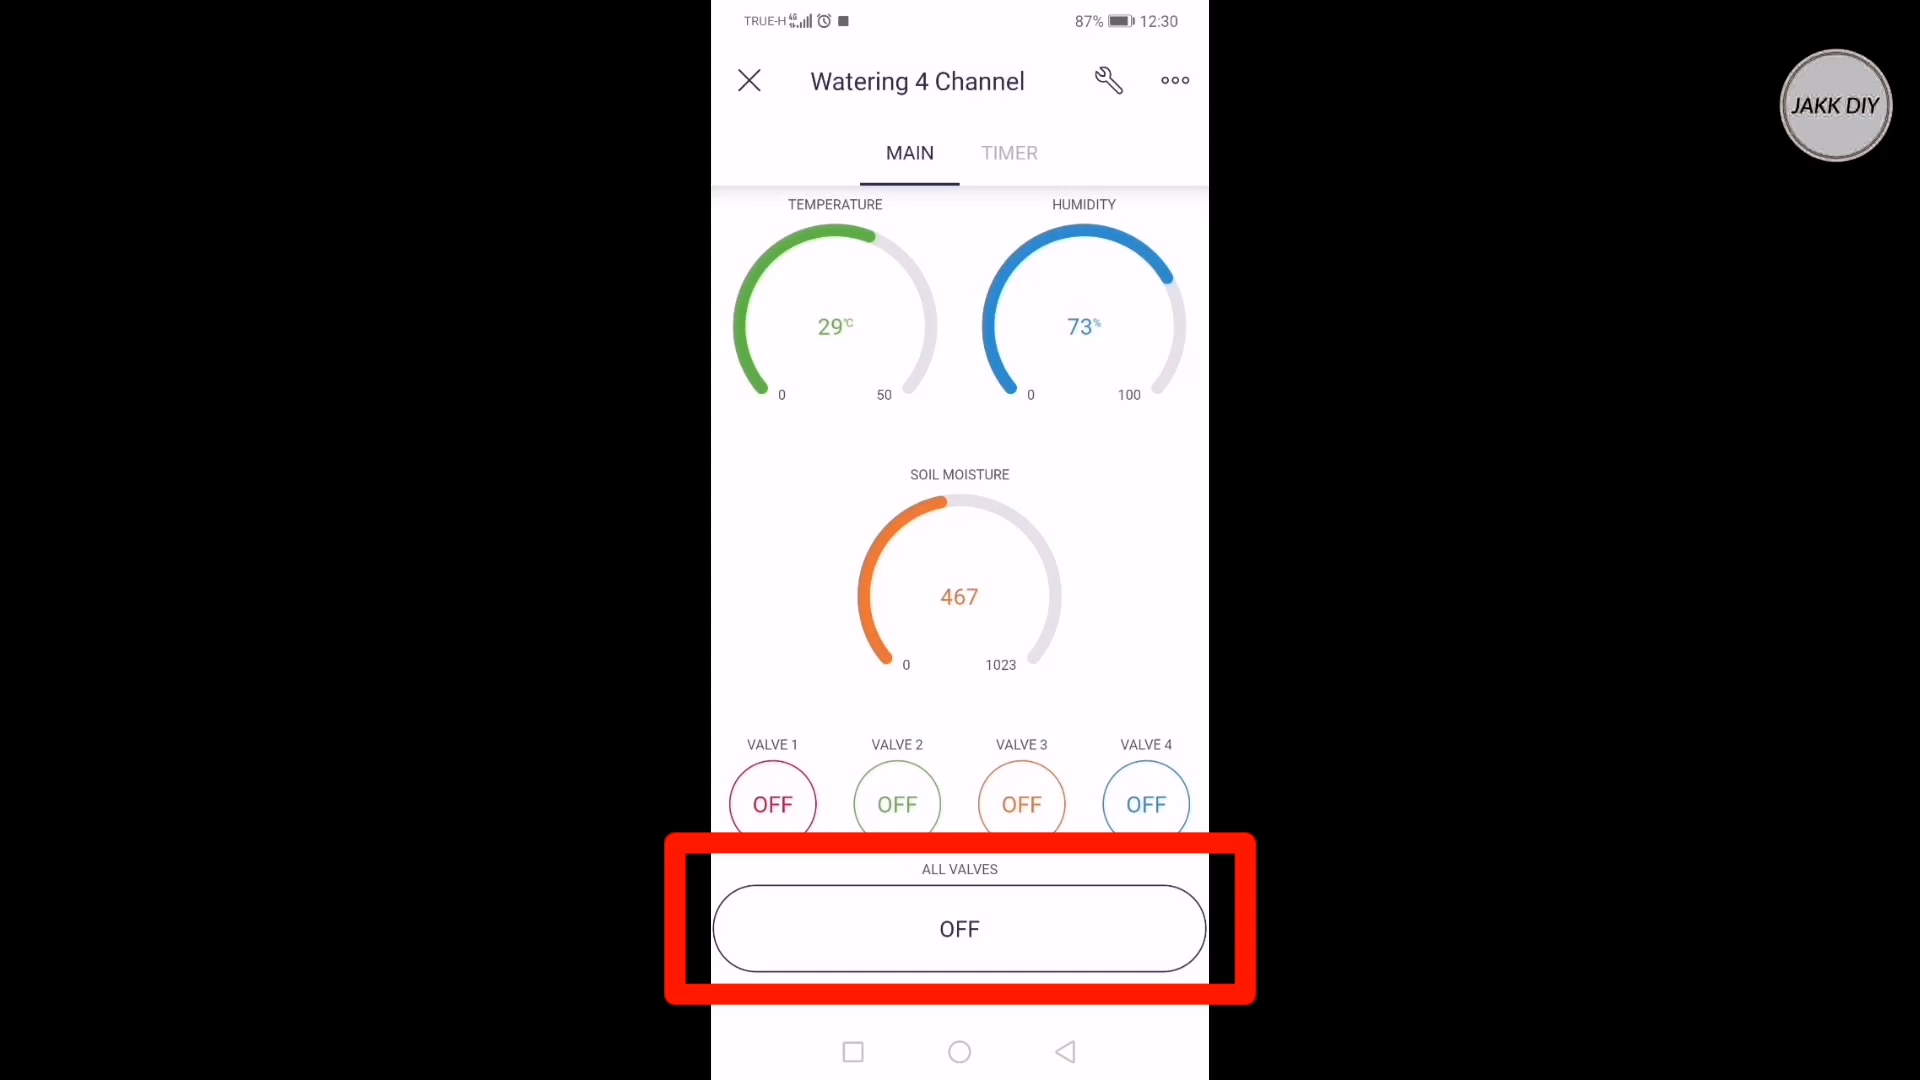 TRUE-H 4G 87% 12:30
JAKK DIY
Watering 4 Channel
MAIN TIMER
TEMPERATURE HUMIDITY
29°C 73%
0 50 0 100
SOIL MOISTURE
467
0 1023
VALVE 1 VALVE 2 VALVE 3 VALVE 4
OFF OFF OFF OFF
ALL VALVES
OFF